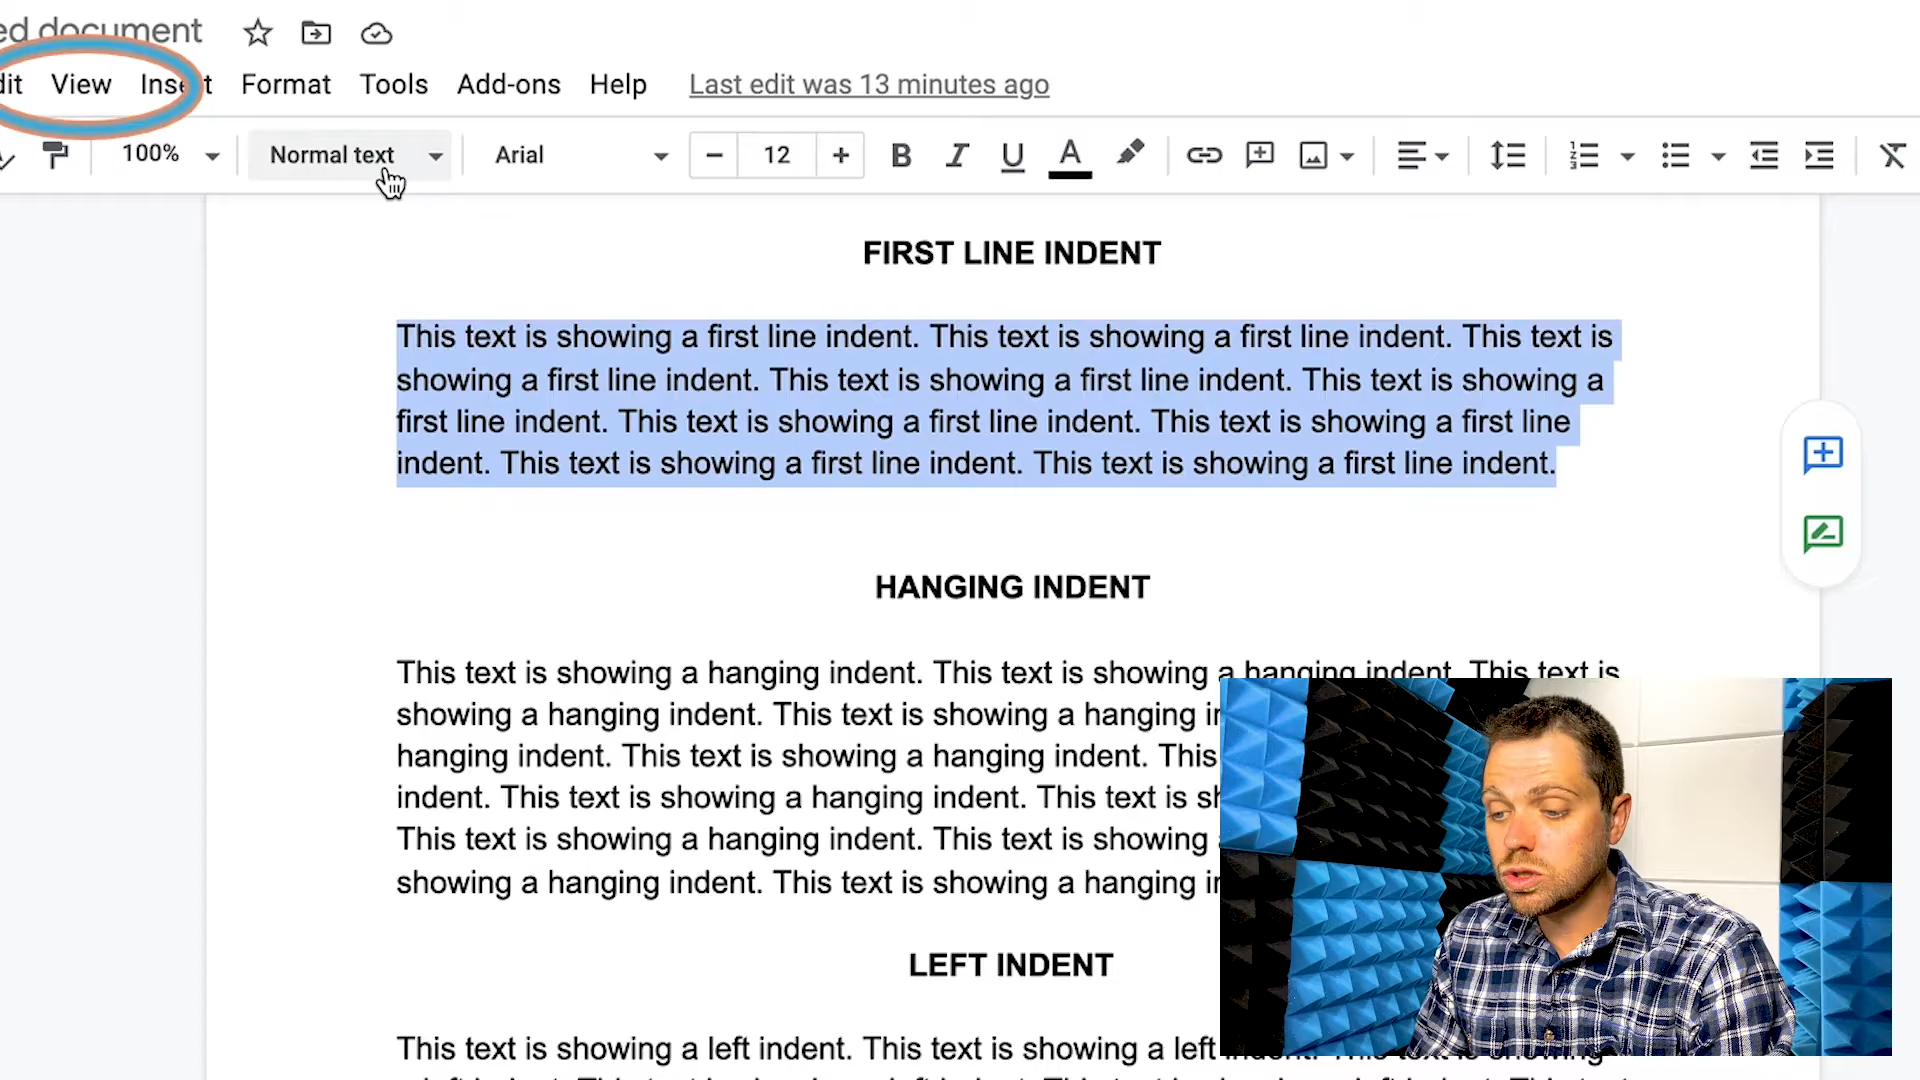 ed document
dit View Insert Format Tools Add-ons Help Last edit was 13 minutes ago
100% Normal text Arial 12 B I U A
FIRST LINE INDENT
This text is showing a first line indent. This text is showing a first line indent. This text is
showing a first line indent. This text is showing a first line indent. This text is showing a
first line indent. This text is showing a first line indent. This text is showing a first line
indent. This text is showing a first line indent. This text is showing a first line indent.
HANGING INDENT
This text is showing a hanging indent. This text is showing a hanging indent. This text is
showing a hanging indent. This text is showing a hanging
hanging indent. This text is showing a hanging indent. This
indent. This text is showing a hanging indent. This text is
This text is showing a hanging indent. This text is showing
showing a hanging indent. This text is showing a hanging
LEFT INDENT
This text is showing a left indent. This text is showing a left